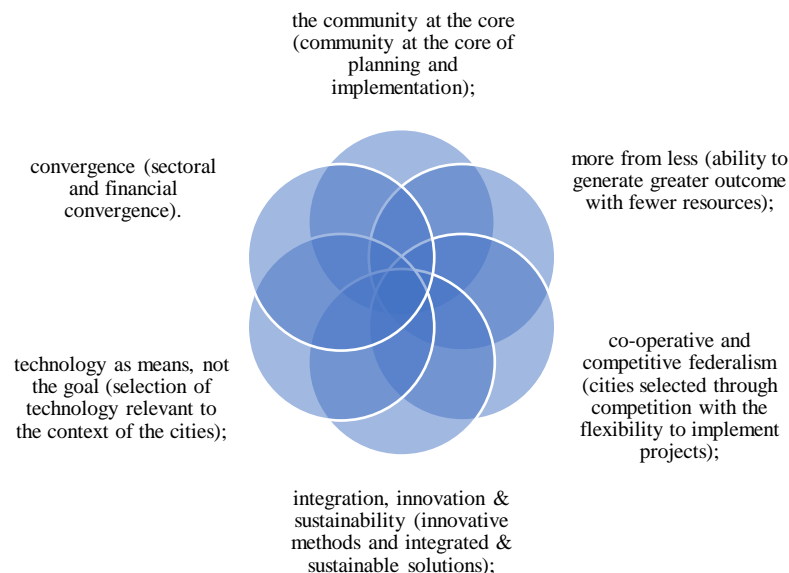 the community at the core
(community at the core of
planning and
implementation);
more from less (ability to
generate greater outcome
with fewer resources);
co-operative and
competitive federalism
(cities selected through
competition with the
flexibility to implement
projects);
integration, innovation &
sustainability (innovative
methods and integrated &
sustainable solutions);
technology as means, not
the goal (selection of
technology relevant to
the context of the cities);
convergence (sectoral
and financial
convergence).